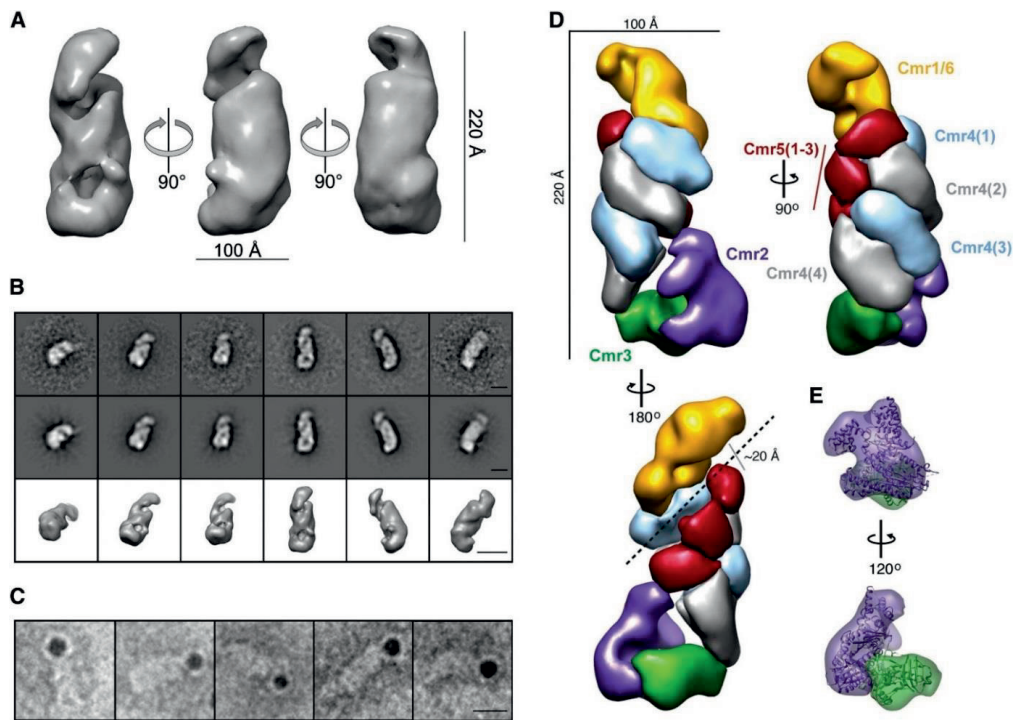 A
90°
90°
220 Å
100 Å
B
C
D
100 Å
220 Å
Cmr1/6
Cmr5(1-3)
90°
Cmr4(1)
Cmr4(2)
Cmr4(3)
Cmr2
Cmr4(4)
Cmr3
180°
~20 Å
E
120°